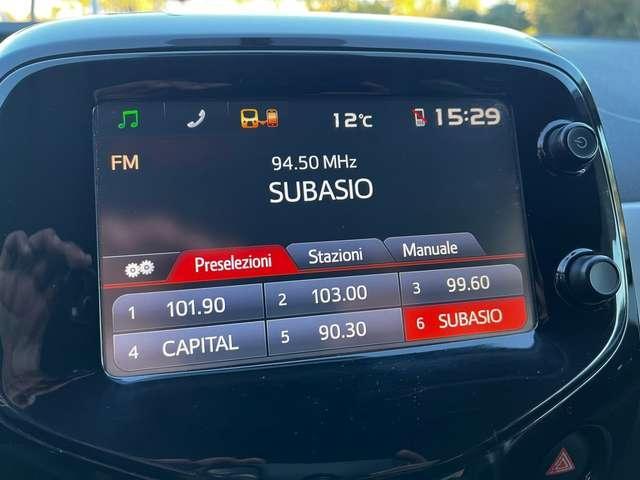 12°C 15:29
FM 94.50 MHz
SUBASIO
Preselezioni Stazioni Manuale
1 101.90 2 103.00 3 99.60
4 CAPITAL 5 90.30 6 SUBASIO